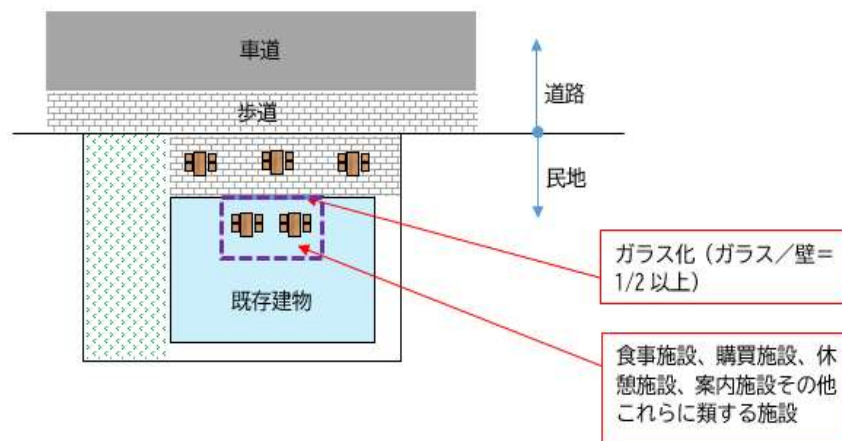 車道
歩道
道路
民地
既存建物
ガラス化（ガラス／壁＝
1/2 以上）
食事施設、購買施設、休
憩施設、案内施設その他
これらに類する施設